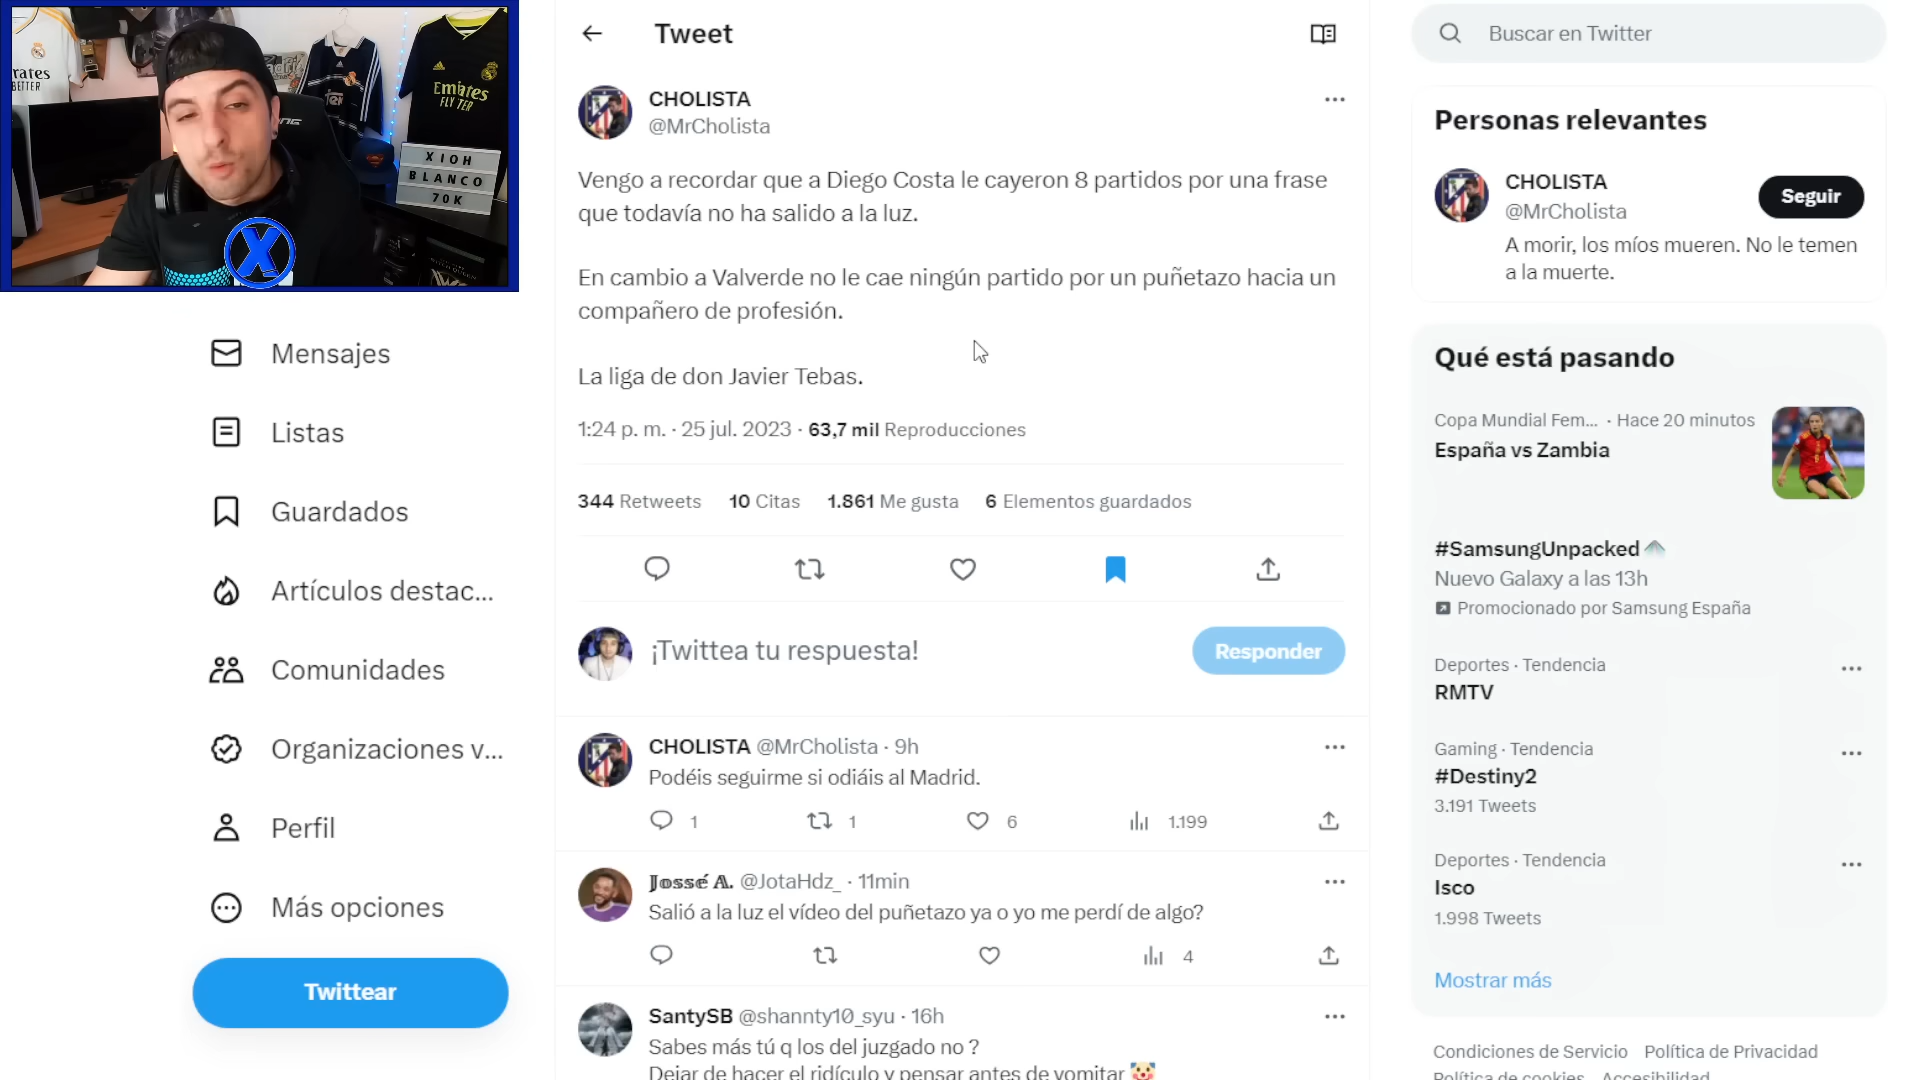 rates
BETTER
Emirates
FLY BETTER
XIOH
BLANCO
70K
X
Mensajes
Listas
Guardados
Artículos destac...
Comunidades
Organizaciones v...
Perfil
Más opciones
Twittear
Tweet
CHOLISTA
@MrCholista
Vengo a recordar que a Diego Costa le cayeron 8 partidos por una frase
que todavía no ha salido a la luz.
En cambio a Valverde no le cae ningún partido por un puñetazo hacia un
compañero de profesión.
La liga de don Javier Tebas.
1:24 p. m. · 25 jul. 2023 · 63,7 mil Reproducciones
344 Retweets 10 Citas 1.861 Me gusta 6 Elementos guardados
¡Twittea tu respuesta!
Responder
CHOLISTA @MrCholista · 9h
Podéis seguirme si odiáis al Madrid.
1 1 6 1.199
𝕁𝕠𝕤𝕤é 𝔸. @JotaHdz_ · 11min
Salió a la luz el vídeo del puñetazo ya o yo me perdí de algo?
4
SantySB @shannty10_syu · 16h
Sabes más tú q los del juzgado no ?
Dejar de hacer el ridículo y pensar antes de vomitar 🤡
Buscar en Twitter
Personas relevantes
CHOLISTA
@MrCholista
Seguir
A morir, los míos mueren. No le temen
a la muerte.
Qué está pasando
Copa Mundial Fem... · Hace 20 minutos
España vs Zambia
#SamsungUnpacked
Nuevo Galaxy a las 13h
Promocionado por Samsung España
Deportes · Tendencia
RMTV
Gaming · Tendencia
#Destiny2
3.191 Tweets
Deportes · Tendencia
Isco
1.998 Tweets
Mostrar más
Condiciones de Servicio Política de Privacidad
Política de cookies Accesibilidad